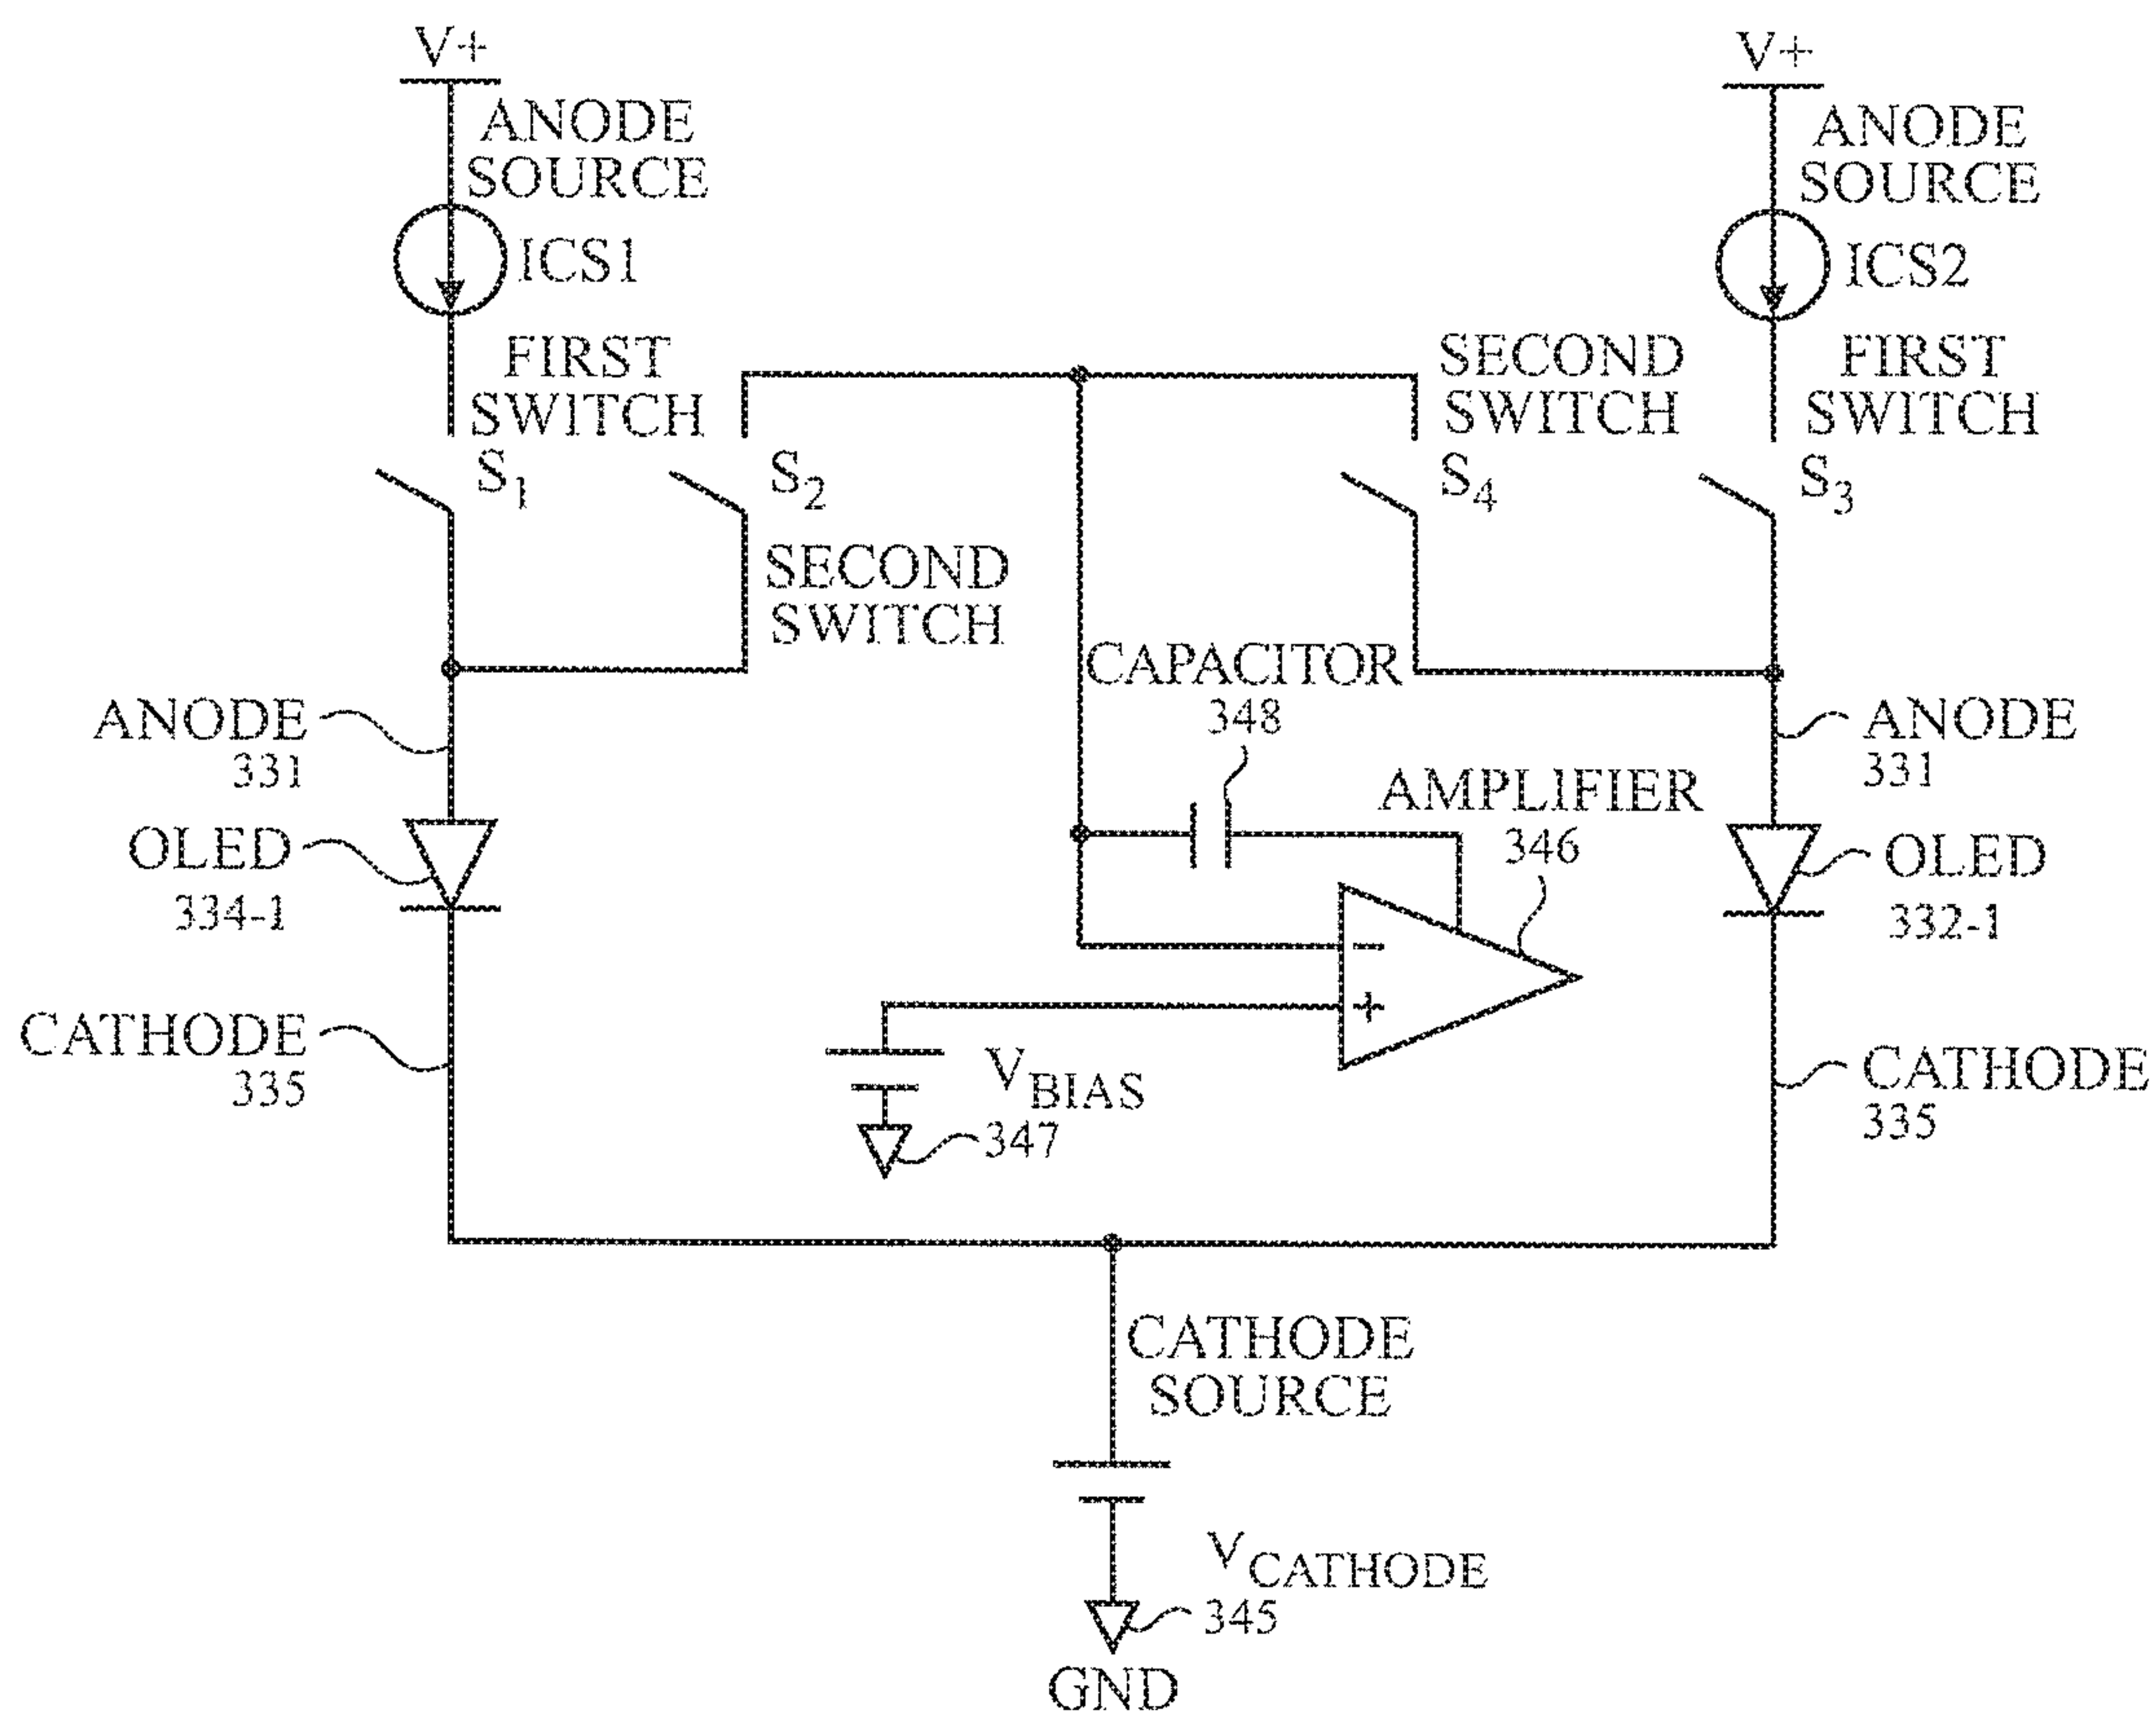 V+
V+
ANODE
SOURCE
ANODE
SOURCE
ICS1
ICS2
FIRST
SWITCH
SECOND
SWITCH
FIRST
SWITCH
S1
S2
S4
S3
SECOND
SWITCH
CAPACITOR
348
ANODE
331
ANODE
331
AMPLIFIER
346
OLED
334-1
OLED
332-1
−
+
CATHODE
335
VBIAS
347
CATHODE
335
CATHODE
SOURCE
VCATHODE
345
GND